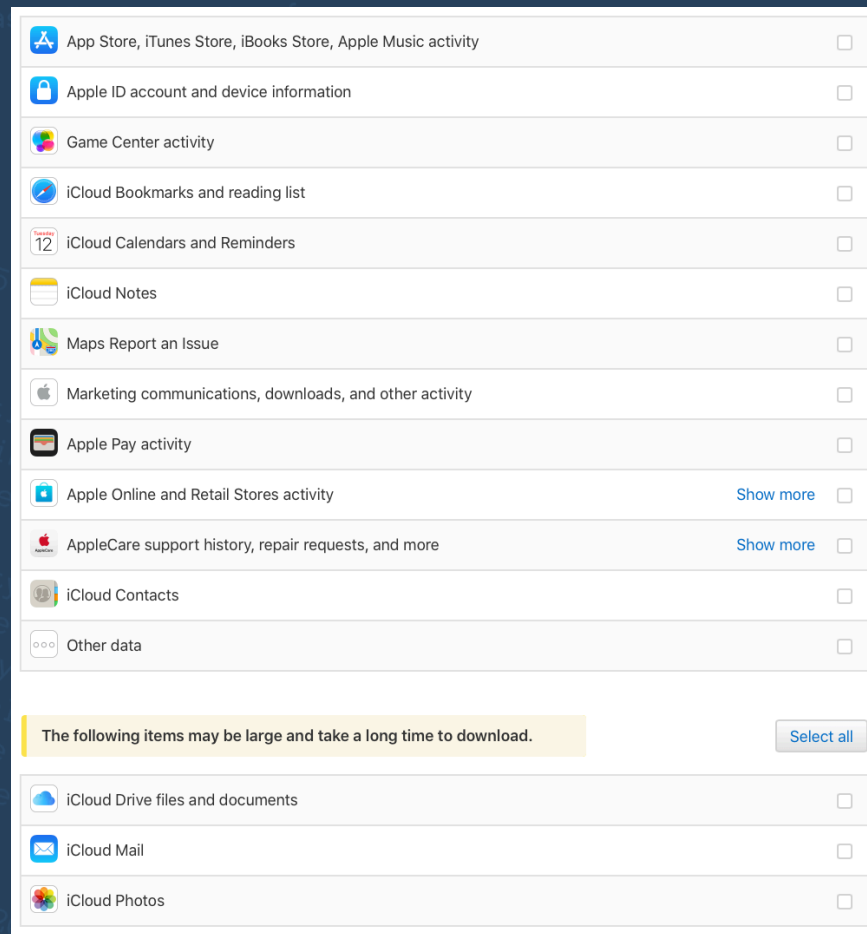 App Store, iTunes Store, iBooks Store, Apple Music activity
Apple ID account and device information
Game Center activity
iCloud Bookmarks and reading list
Tuesday
12
iCloud Calendars and Reminders
iCloud Notes
Maps Report an Issue
Marketing communications, downloads, and other activity
Apple Pay activity
Apple Online and Retail Stores activity Show more
AppleCare
AppleCare support history, repair requests, and more Show more
iCloud Contacts
Other data
The following items may be large and take a long time to download. Select all
iCloud Drive files and documents
iCloud Mail
iCloud Photos